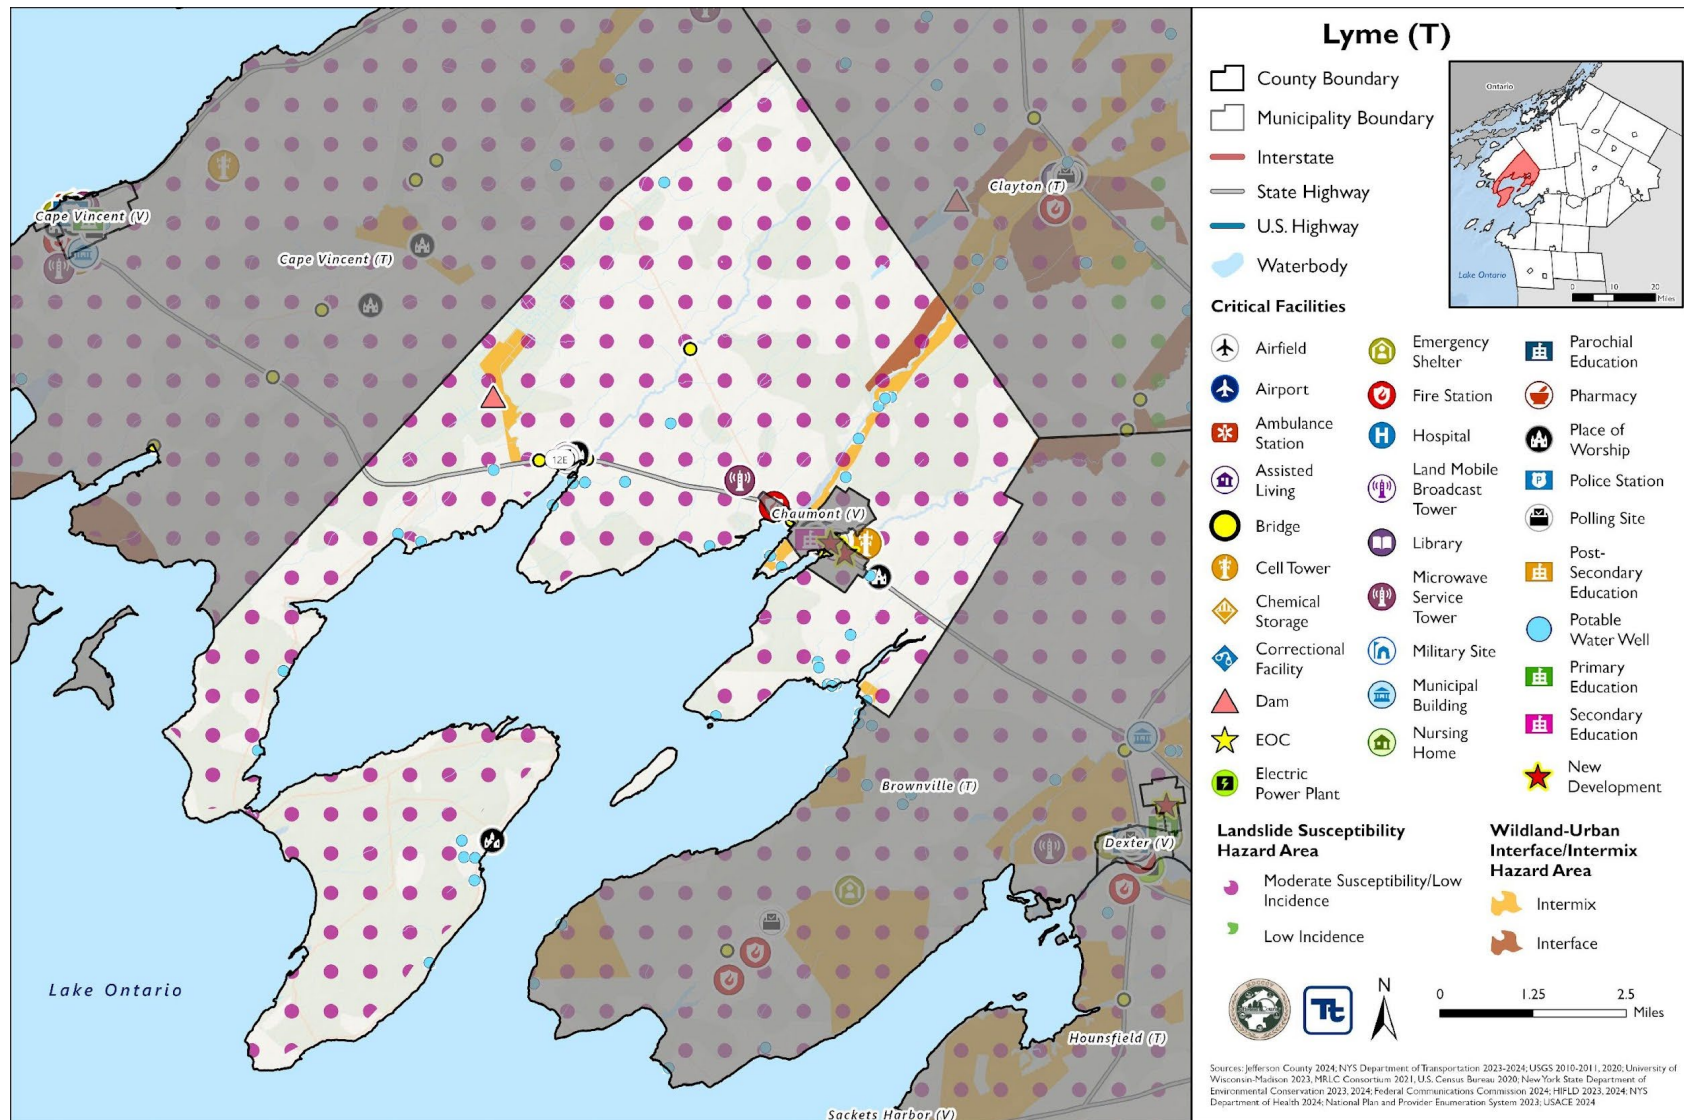 Lyme (T)
County Boundary
Municipality Boundary
Interstate
State Highway
U.S. Highway
Waterbody
Ontario
Lake Ontario
0 10 20
Miles
Critical Facilities
Airfield
Airport
Ambulance
Station
Assisted
Living
Bridge
Cell Tower
Chemical
Storage
Correctional
Facility
Dam
EOC
Electric
Power Plant
Emergency
Shelter
Fire Station
Hospital
Land Mobile
Broadcast
Tower
Library
Microwave
Service
Tower
Military Site
Municipal
Building
Nursing
Home
Parochial
Education
Pharmacy
Place of
Worship
Police Station
Polling Site
Post-
Secondary
Education
Potable
Water Well
Primary
Education
Secondary
Education
New
Development
Landslide Susceptibility
Hazard Area
Moderate Susceptibility/Low
Incidence
Low Incidence
Wildland-Urban
Interface/Intermix
Hazard Area
Intermix
Interface
Tt
N
0 1.25 2.5
Miles
Sources: Jefferson County 2024; NYS Department of Transportation 2023-2024; USGS 2010-2011, 2020; University of
Wisconsin-Madison 2023, MRLC Consortium 2021, U.S. Census Bureau 2020; New York State Department of
Environmental Conservation 2023, 2024; Federal Communications Commission 2024; HIFLD 2023, 2024; NYS
Department of Health 2024; National Plan and Provider Enumeration System 2023; USACE 2024
Clayton (T)
Cape Vincent (V)
Cape Vincent (T)
12E
Chaumont (V)
Brownville (T)
Dexter (V)
Lake Ontario
Hounsfield (T)
Sackets Harbor (V)